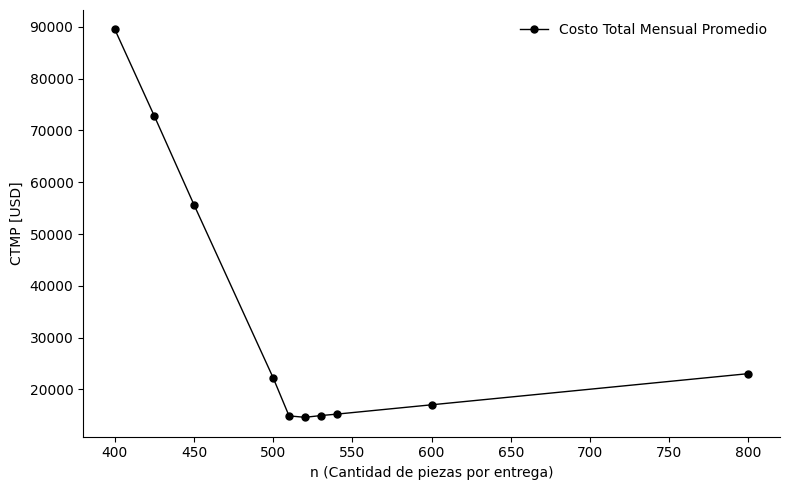 Costo Total Mensual Promedio
CTMP [USD]
90000
80000
70000
60000
50000
40000
30000
20000
400 450 500 550 600 650 700 750 800
n (Cantidad de piezas por entrega)